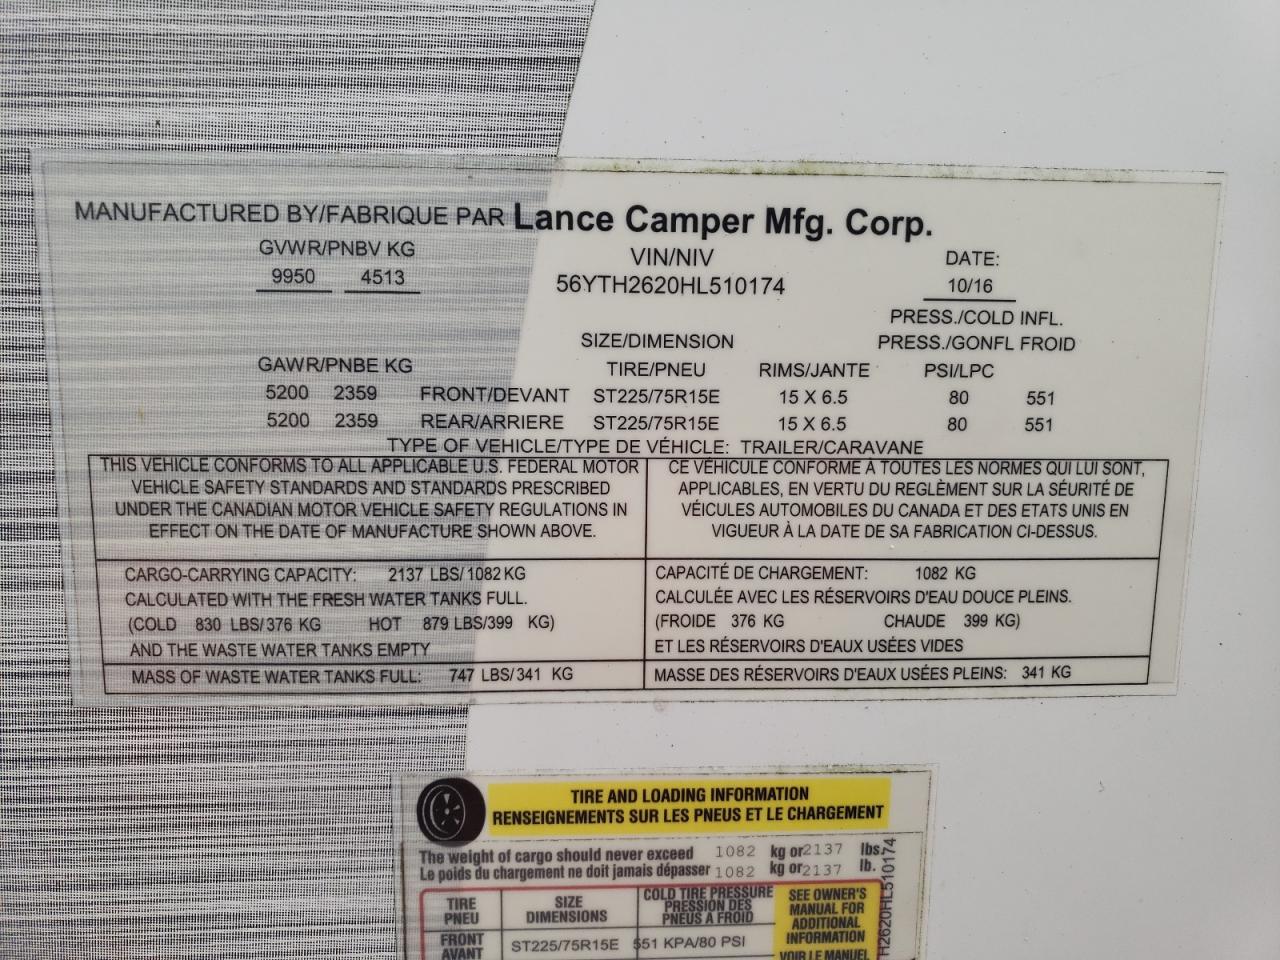 MANUFACTURED BY/FABRIQUE PAR Lance Camper Mfg. Corp.
GVWR/PNBV KG VIN/NIV DATE:
9950 4513 56YTH2620HL510174 10/16
PRESS./COLD INFL.
SIZE/DIMENSION PRESS./GONFL FROID
GAWR/PNBE KG TIRE/PNEU RIMS/JANTE PSI/LPC
5200 2359 FRONT/DEVANT ST225/75R15E 15 X 6.5 80 551
5200 2359 REAR/ARRIERE ST225/75R15E 15 X 6.5 80 551
TYPE OF VEHICLE/TYPE DE VÉHICLE: TRAILER/CARAVANE
THIS VEHICLE CONFORMS TO ALL APPLICABLE U.S. FEDERAL MOTOR
VEHICLE SAFETY STANDARDS AND STANDARDS PRESCRIBED
UNDER THE CANADIAN MOTOR VEHICLE SAFETY REGULATIONS IN
EFFECT ON THE DATE OF MANUFACTURE SHOWN ABOVE.
CE VÉHICULE CONFORME À TOUTES LES NORMES QUI LUI SONT,
APPLICABLES, EN VERTU DU REGLÈMENT SUR LA SÉURITÉ DE
VÉICULES AUTOMOBILES DU CANADA ET DES ETATS UNIS EN
VIGUEUR À LA DATE DE SA FABRICATION CI-DESSUS.
CARGO-CARRYING CAPACITY: 2137 LBS/1082 KG
CALCULATED WITH THE FRESH WATER TANKS FULL.
(COLD 830 LBS/376 KG HOT 879 LBS/399 KG)
AND THE WASTE WATER TANKS EMPTY
CAPACITÉ DE CHARGEMENT: 1082 KG
CALCULÉE AVEC LES RÉSERVOIRS D'EAU DOUCE PLEINS.
(FROIDE 376 KG CHAUDE 399 KG)
ET LES RÉSERVOIRS D'EAUX USÉES VIDES
MASS OF WASTE WATER TANKS FULL: 747 LBS/341 KG
MASSE DES RÉSERVOIRS D'EAUX USÉES PLEINS: 341 KG
TIRE AND LOADING INFORMATION
RENSEIGNEMENTS SUR LES PNEUS ET LE CHARGEMENT
The weight of cargo should never exceed 1082 kg or 2137 lbs.
Le poids du chargement ne doit jamais dépasser 1082 kg or 2137 lb.
TIRE
PNEU
SIZE
DIMENSIONS
COLD TIRE PRESSURE
PRESSION DES
PNEUS A FROID
SEE OWNER'S
MANUAL FOR
ADDITIONAL
INFORMATION
VOIR LE MANUEL
FRONT
AVANT
ST225/75R15E
551 KPA/80 PSI
H2620HL510174